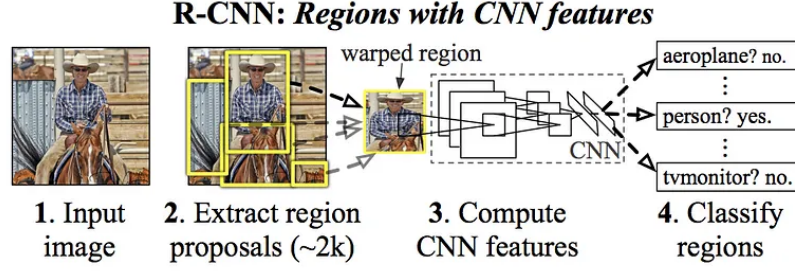 R-CNN: Regions with CNN features
warped region
aeroplane? no.
person? yes.
tvmonitor? no.
CNN
1. Input
image
2. Extract region
proposals (~2k)
3. Compute
CNN features
4. Classify
regions